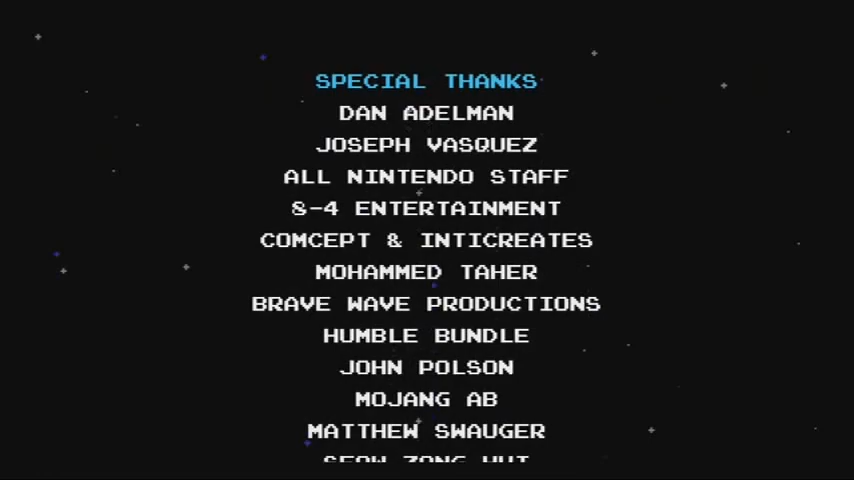 SPECIAL THANKS
DAN ADELMAN
JOSEPH VASQUEZ
ALL NINTENDO STAFF
8-4 ENTERTAINMENT
COMCEPT & INTICREATES
MOHAMMED TAHER
BRAVE WAVE PRODUCTIONS
HUMBLE BUNDLE
JOHN POLSON
MOJANG AB
MATTHEW SWAUGER